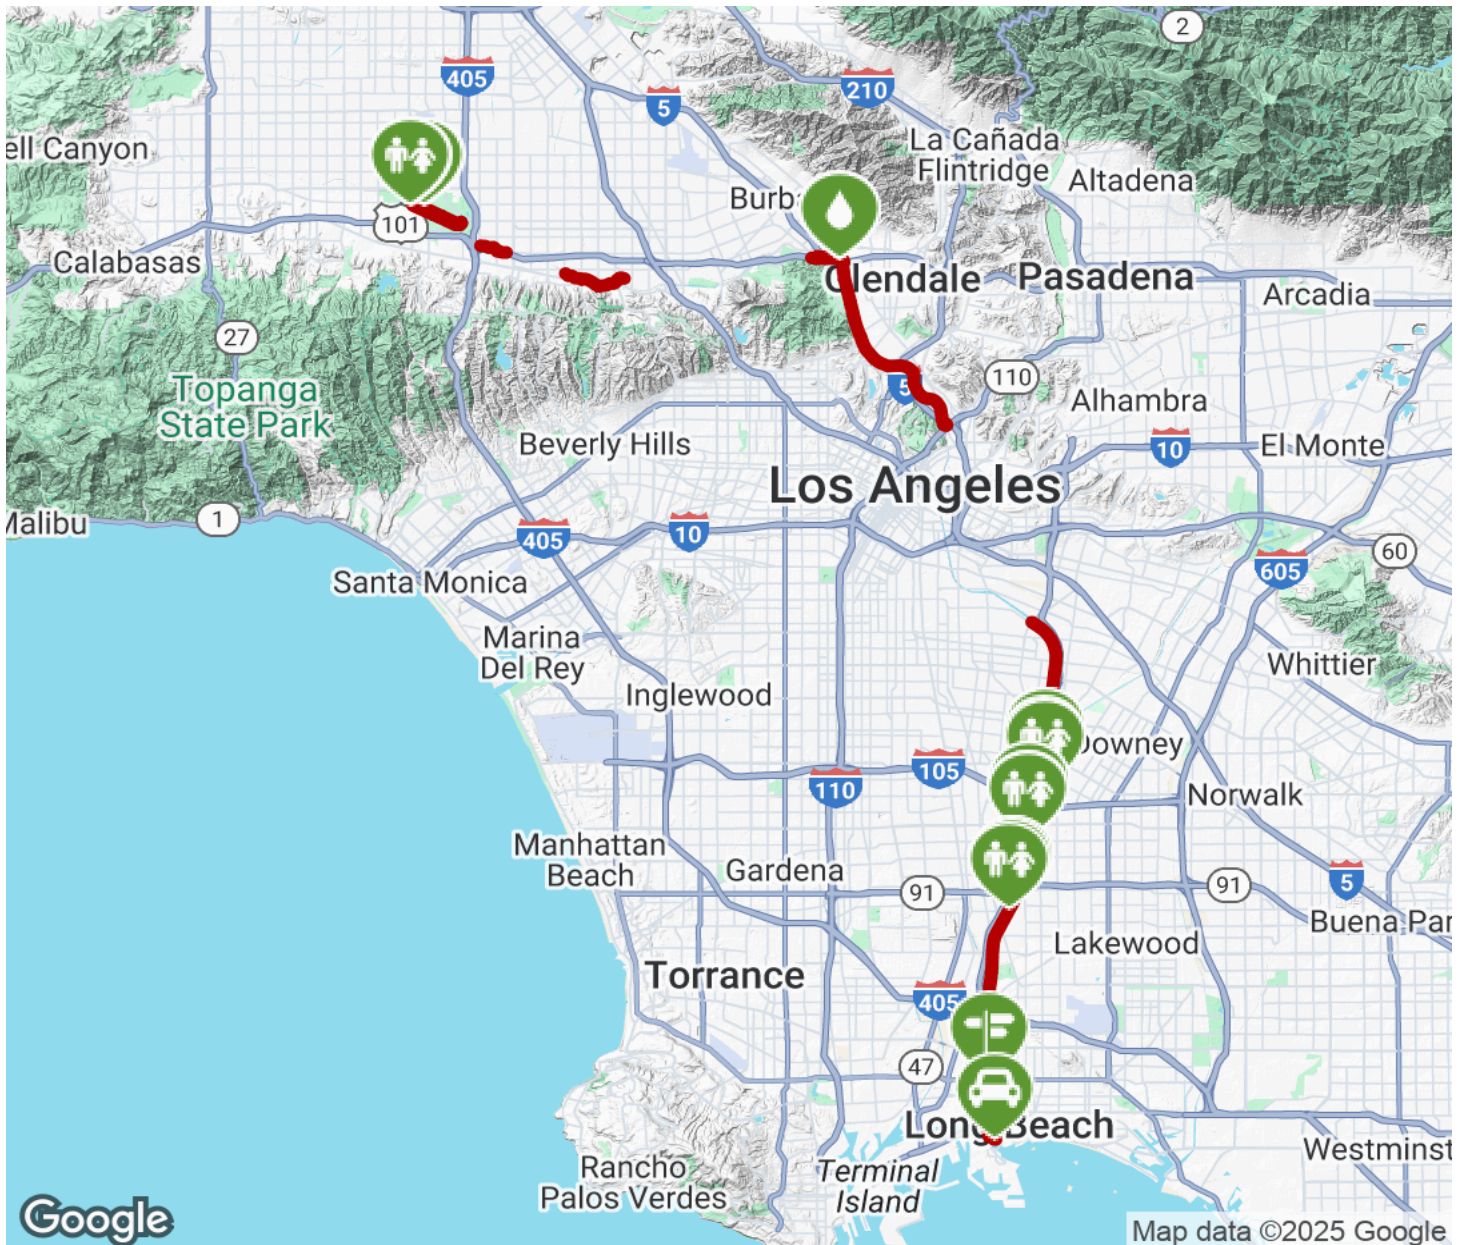 2
405
5
210
ell Canyon
La Cañada
Flintridge
Altadena
Burb
101
Calabasas
Glendale
Pasadena
Arcadia
27
Topanga
State Park
5
110
Alhambra
Beverly Hills
10
El Monte
Los Angeles
Malibu
1
405
10
60
605
Santa Monica
Marina
Del Rey
Whittier
Inglewood
Downey
105
110
Norwalk
Manhattan
Beach
Gardena
91
91
5
Buena Par
Lakewood
Torrance
405
47
Long Beach
Westminst
Rancho
Palos Verdes
Terminal
Island
Google
Map data ©2025 Google